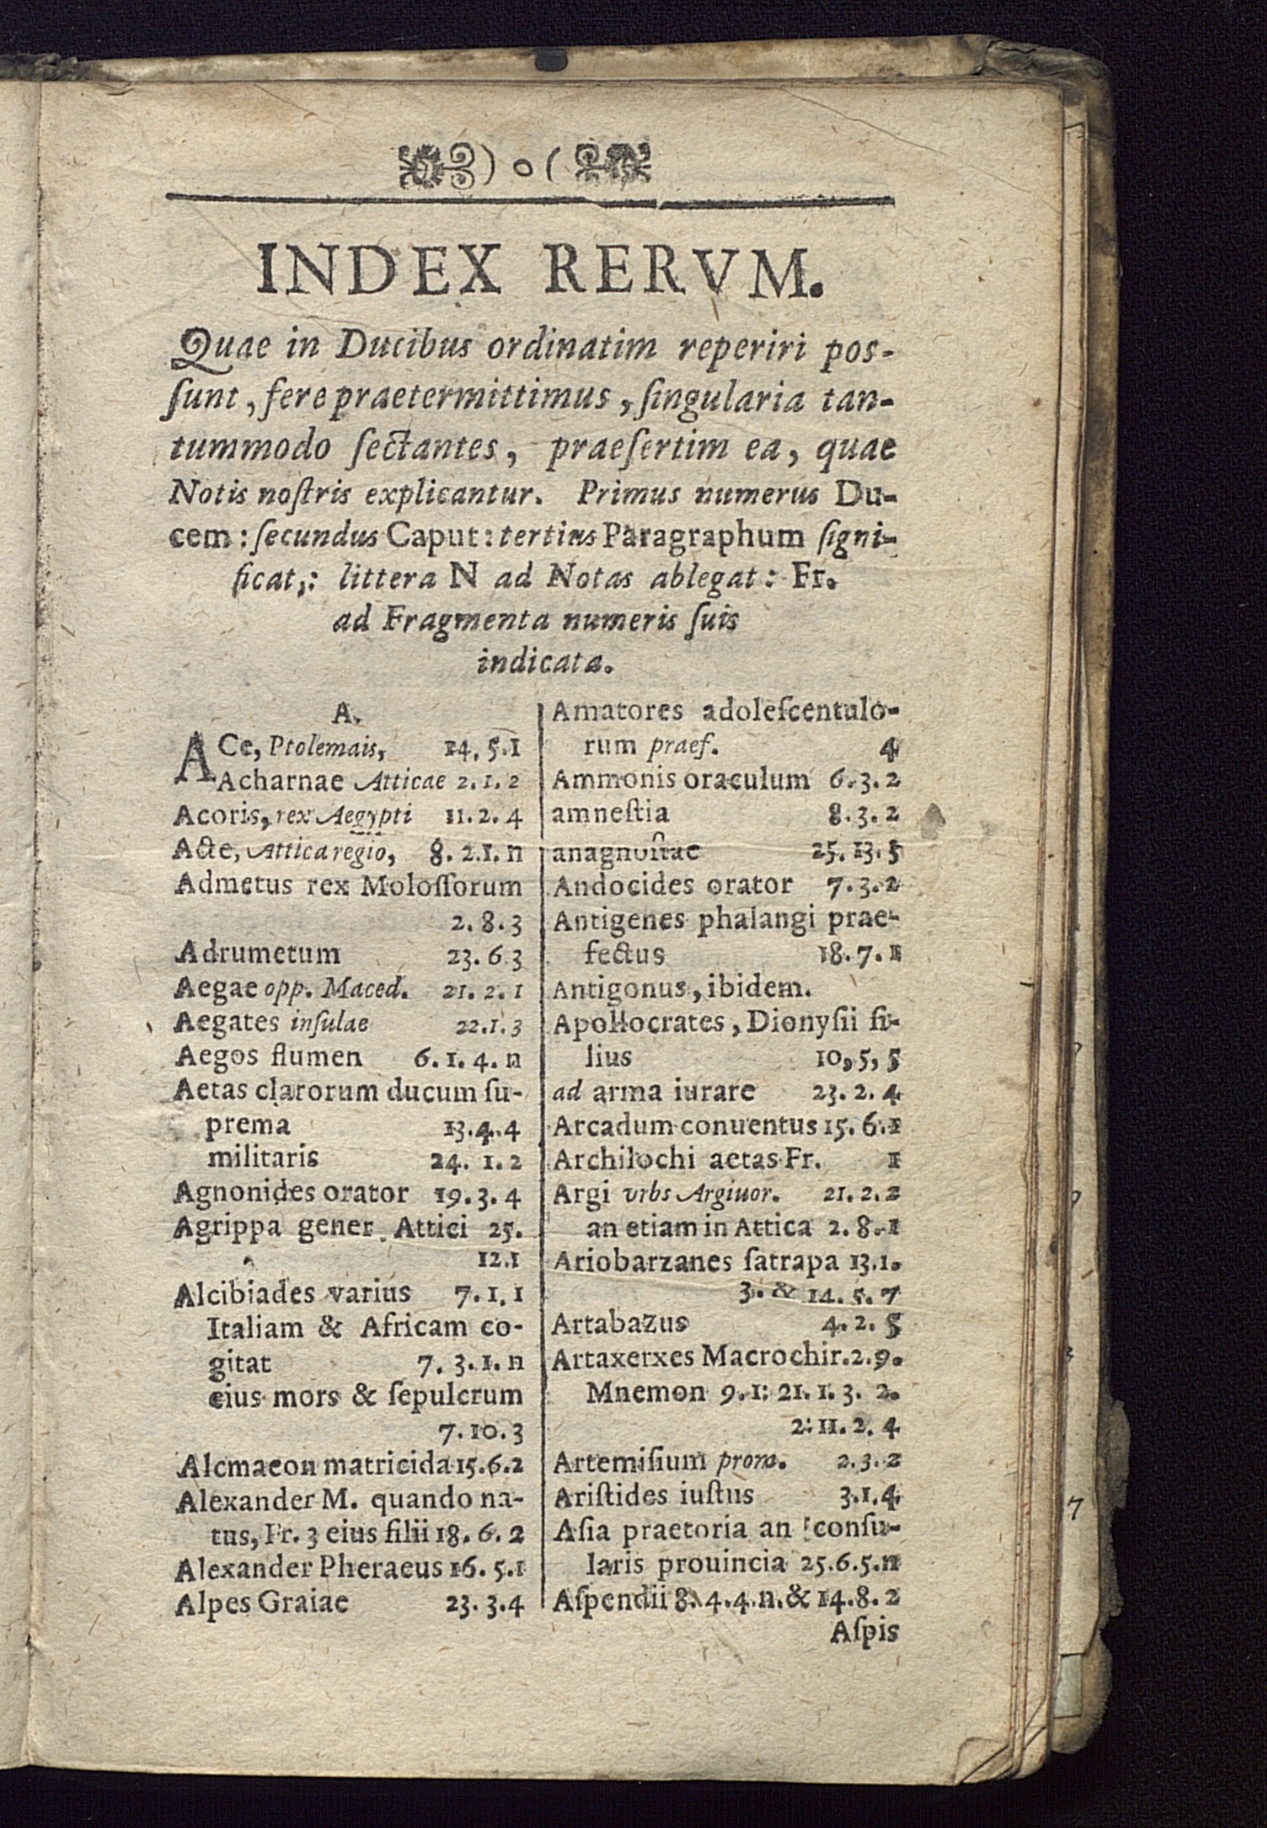 ) o (
INDEX RERVM.
Quae in Ducibus ordinatim reperiri pos-
ſunt, fere praetermittimus, ſingularia tan-
tummodo ſectantes, praeſertim ea, quae
Notis noſtris explicantur. Primus numerus Du-
cem: ſecundus Caput: tertius Paragraphum ſigni-
ficat,: littera N ad Notas ablegat: Fr.
ad Fragmenta numeris ſuis
indicata.
A.
ACe, Ptolemais, 14. 5. 1
Acharnae Atticae 2. 1. 2
Acoris, rex Aegypti 11. 2. 4
Acte, Attica regio, 8. 2. 1. n
Admetus rex Moloſſorum
2. 8. 3
Adrumetum 23. 6 3
Aegae opp. Maced. 21. 2. 1
Aegates inſulae 22. 1. 3
Aegos flumen 6. 1. 4. n
Aetas clarorum ducum ſu-
prema 13. 4. 4
militaris 24. 1. 2
Agnonides orator 19. 3. 4
Agrippa gener Attici 25.
12.1
Alcibiades varius 7. 1. 1
Italiam & Africam co-
gitat 7. 3. 1. n
eius mors & ſepulcrum
7. 10. 3
Alcmaeon matricida 15. 6. 2
Alexander M. quando na-
tus, Fr. 3 eius filii 18. 6. 2
Alexander Pheraeus 16. 5. 1
Alpes Graiae 23. 3. 4
Amatores adoleſcentulo-
rum praef. 4
Ammonis oraculum 6. 3. 2
amneſtia 8. 3. 2
anagnoſtae 25. 13. 5
Andocides orator 7. 3. 2
Antigenes phalangi prae-
fectus 18. 7. 1
Antigonus, ibidem.
Apollocrates, Dionyſii fi-
lius 10, 5, 5
ad arma iurare 23. 2. 4
Arcadum conuentus 15. 6. 1
Archilochi aetas Fr. 1
Argi vrbs Argiuor. 21. 2. 2
an etiam in Attica 2. 8. 1
Ariobarzanes ſatrapa 13. 1.
3. & 14. 5. 7
Artabazus 4. 2. 5
Artaxerxes Macrochir. 2. 9.
Mnemon 9. 1: 21. 1. 3. 2.
2: 11. 2. 4
Artemiſium prom. 2. 3. 2
Ariſtides iuſtus 3. 1. 4
Aſia praetoria an conſu-
laris prouincia 25. 6. 5. n
Aſpendii 8. 4. 4. n. & 14. 8. 2
Aſpis